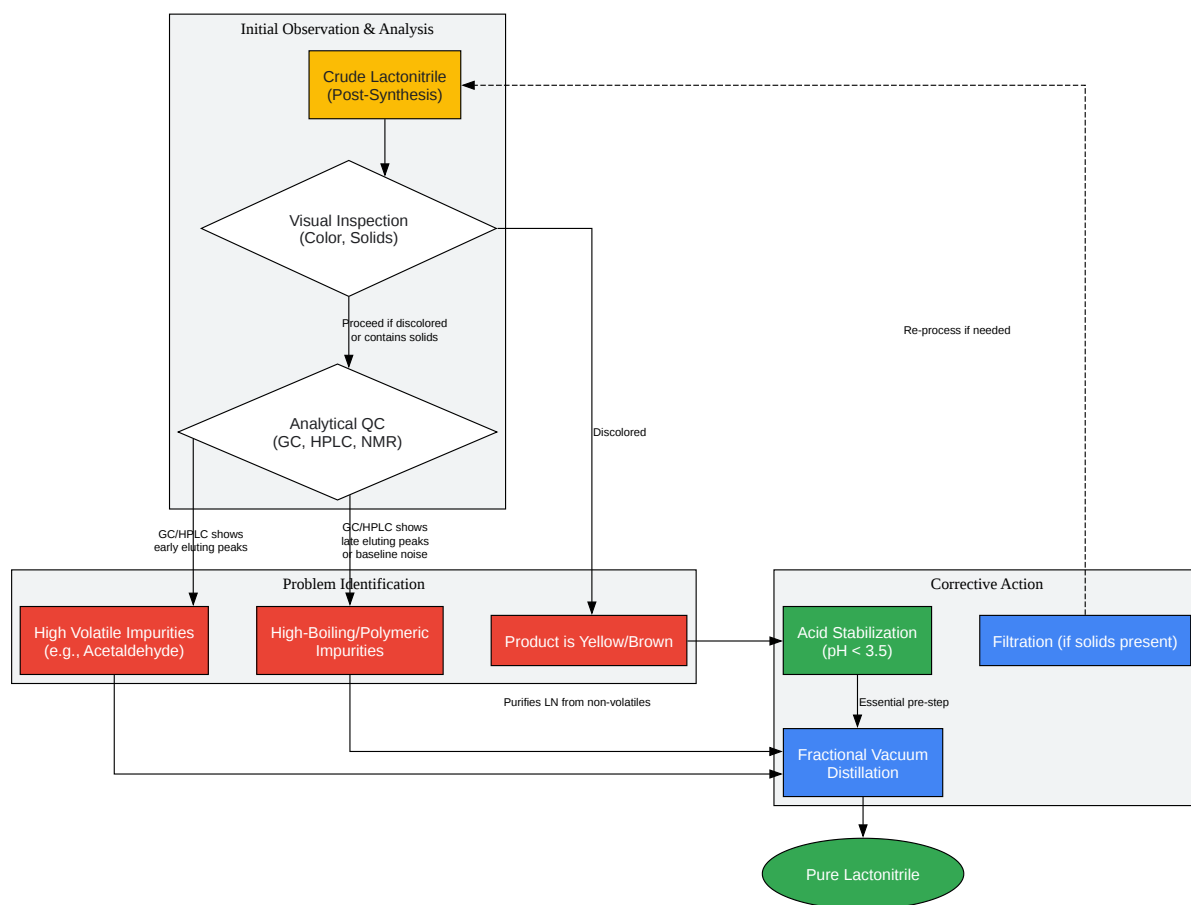 Initial Observation & Analysis
Crude Lactonitrile
(Post-Synthesis)
Visual Inspection
(Color, Solids)
Proceed if discolored
or contains solids
Re-process if needed
Analytical QC
(GC, HPLC, NMR)
Discolored
GC/HPLC shows
early eluting peaks
GC/HPLC shows
late eluting peaks
or baseline noise
Problem Identification
Corrective Action
High Volatile Impurities
(e.g., Acetaldehyde)
High-Boiling/Polymeric
Impurities
Product is Yellow/Brown
Acid Stabilization
(pH < 3.5)
Filtration (if solids present)
Purifies LN from non-volatiles
Essential pre-step
Fractional Vacuum
Distillation
Pure Lactonitrile